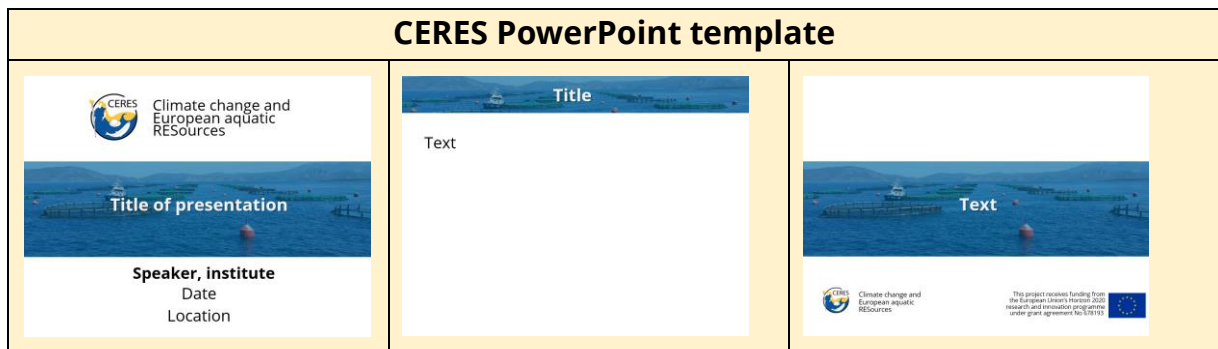 CERES PowerPoint template
CERES
Climate change and
European aquatic
RESources
Title of presentation
Speaker, institute
Date
Location
Title
Text
Text
CERES
Climate change and
European aquatic
RESources
This project receives funding from
the European Union's Horizon 2020
research and innovation programme
under grant agreement No 678193